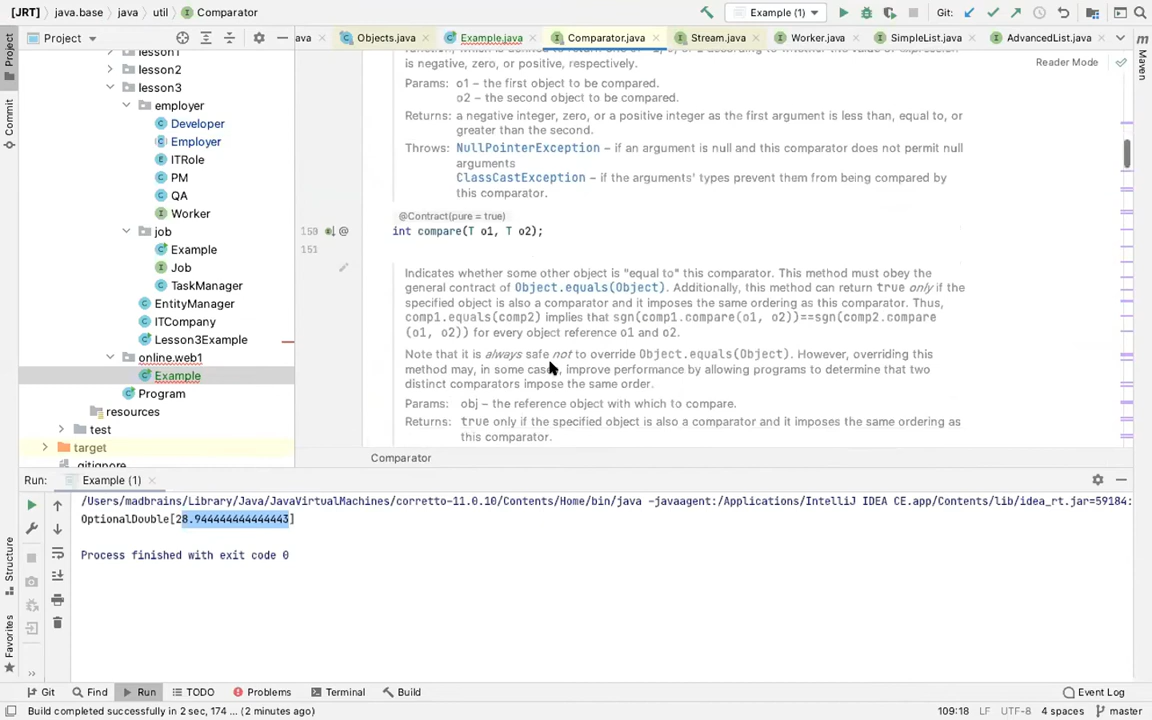 [JRT] java.base java util Comparator Example (1) Git:
Project ava Objects.java Example.java Comparator.java Stream.java Worker.java SimpleList.java AdvancedList.java
Reader Mode
is negative, zero, or positive, respectively.
Params: o1 – the first object to be compared.
o2 – the second object to be compared.
Returns: a negative integer, zero, or a positive integer as the first argument is less than, equal to, or
greater than the second.
Throws: NullPointerException – if an argument is null and this comparator does not permit null
arguments
ClassCastException – if the arguments' types prevent them from being compared by
this comparator.
@Contract(pure = true)
150 @ int compare(T o1, T o2);
151
Indicates whether some other object is "equal to" this comparator. This method must obey the
general contract of Object.equals(Object). Additionally, this method can return true only if the
specified object is also a comparator and it imposes the same ordering as this comparator. Thus,
comp1.equals(comp2) implies that sgn(comp1.compare(o1, o2))==sgn(comp2.compare
(o1, o2)) for every object reference o1 and o2.
Note that it is always safe not to override Object.equals(Object). However, overriding this
method may, in some cases, improve performance by allowing programs to determine that two
distinct comparators impose the same order.
Params: obj – the reference object with which to compare.
Returns: true only if the specified object is also a comparator and it imposes the same ordering as
this comparator.
Comparator
Project
Commit
Structure
Favorites
Maven
lesson1
lesson2
lesson3
employer
Developer
Employer
ITRole
PM
QA
Worker
job
Example
Job
TaskManager
EntityManager
ITCompany
Lesson3Example
online.web1
Example
Program
resources
test
target
.gitignore
Run: Example (1)
/Users/madbrains/Library/Java/JavaVirtualMachines/corretto-11.0.10/Contents/Home/bin/java -javaagent:/Applications/IntelliJ IDEA CE.app/Contents/lib/idea_rt.jar=59184:
OptionalDouble[28.944444444444443]
Process finished with exit code 0
Git Find Run TODO Problems Terminal Build Event Log
Build completed successfully in 2 sec, 174 ... (2 minutes ago) 109:18 LF UTF-8 4 spaces master